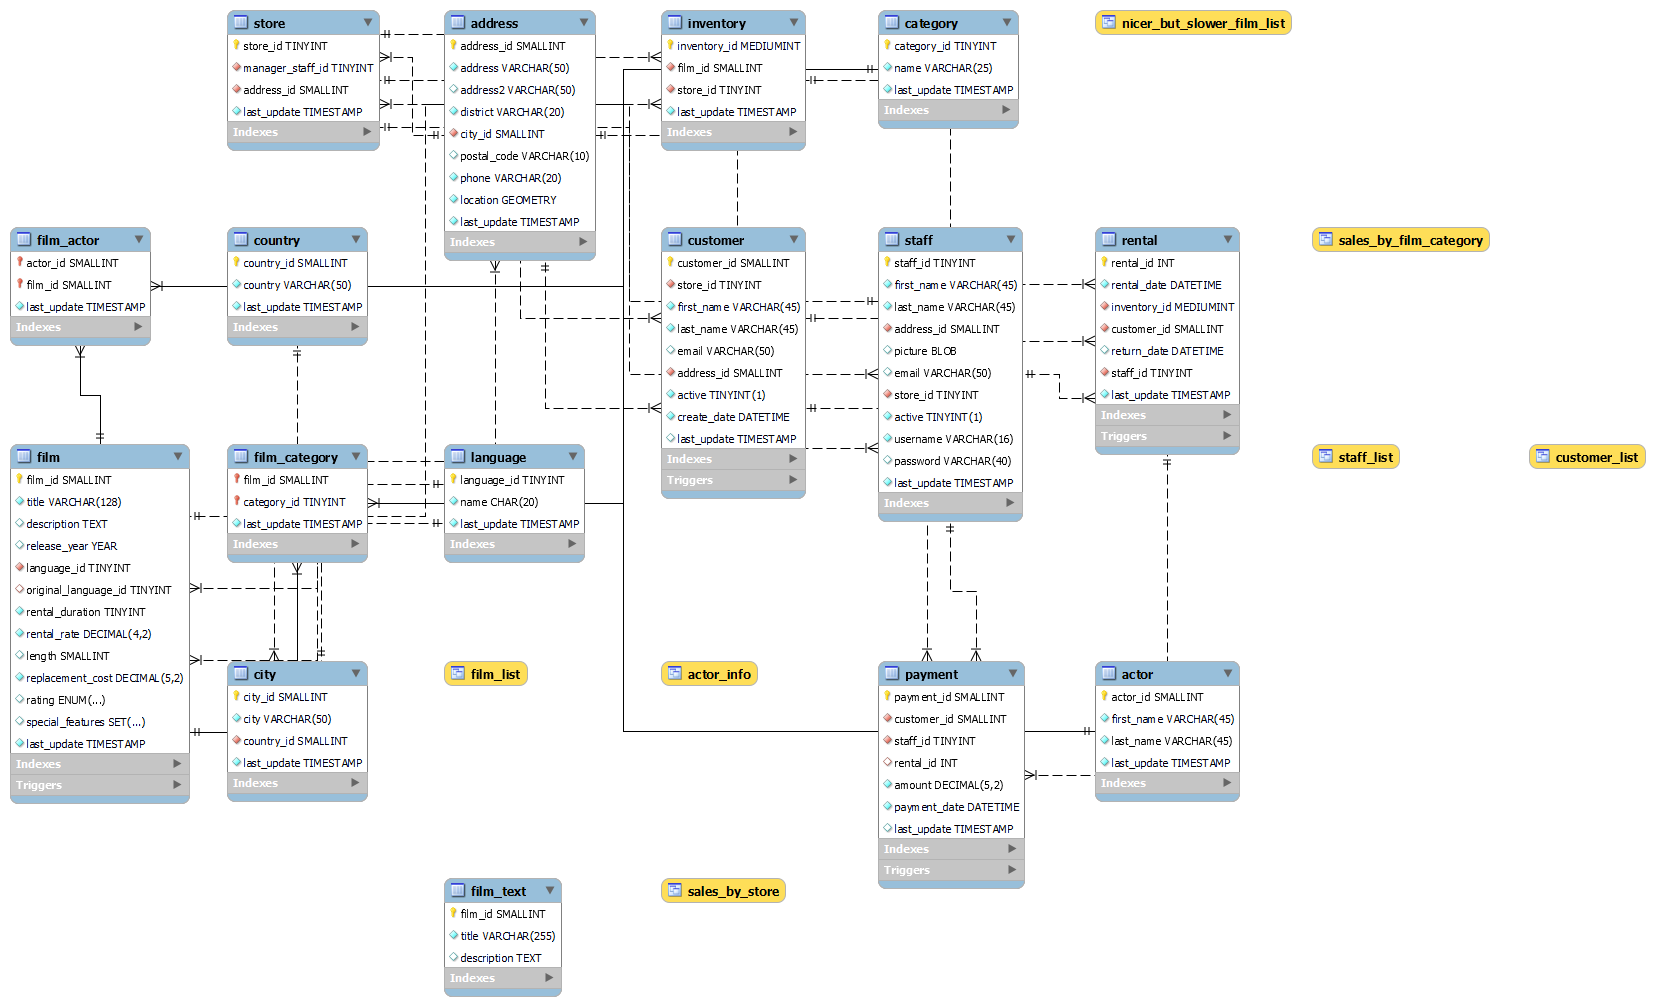 store
store_id TINYINT
manager_staff_id TINYINT
address_id SMALLINT
last_update TIMESTAMP
Indexes
address
address_id SMALLINT
address VARCHAR(50)
address2 VARCHAR(50)
district VARCHAR(20)
city_id SMALLINT
postal_code VARCHAR(10)
phone VARCHAR(20)
location GEOMETRY
last_update TIMESTAMP
Indexes
inventory
inventory_id MEDIUMINT
film_id SMALLINT
store_id TINYINT
last_update TIMESTAMP
Indexes
category
category_id TINYINT
name VARCHAR(25)
last_update TIMESTAMP
Indexes
nicer_but_slower_film_list
film_actor
actor_id SMALLINT
film_id SMALLINT
last_update TIMESTAMP
Indexes
country
country_id SMALLINT
country VARCHAR(50)
last_update TIMESTAMP
Indexes
customer
customer_id SMALLINT
store_id TINYINT
first_name VARCHAR(45)
last_name VARCHAR(45)
email VARCHAR(50)
address_id SMALLINT
active TINYINT(1)
create_date DATETIME
last_update TIMESTAMP
Indexes
Triggers
staff
staff_id TINYINT
first_name VARCHAR(45)
last_name VARCHAR(45)
address_id SMALLINT
picture BLOB
email VARCHAR(50)
store_id TINYINT
active TINYINT(1)
username VARCHAR(16)
password VARCHAR(40)
last_update TIMESTAMP
Indexes
rental
rental_id INT
rental_date DATETIME
inventory_id MEDIUMINT
customer_id SMALLINT
return_date DATETIME
staff_id TINYINT
last_update TIMESTAMP
Indexes
Triggers
sales_by_film_category
film
film_id SMALLINT
title VARCHAR(128)
description TEXT
release_year YEAR
language_id TINYINT
original_language_id TINYINT
rental_duration TINYINT
rental_rate DECIMAL(4,2)
length SMALLINT
replacement_cost DECIMAL(5,2)
rating ENUM(...)
special_features SET(...)
last_update TIMESTAMP
Indexes
Triggers
film_category
film_id SMALLINT
category_id TINYINT
last_update TIMESTAMP
Indexes
language
language_id TINYINT
name CHAR(20)
last_update TIMESTAMP
Indexes
staff_list
customer_list
city
city_id SMALLINT
city VARCHAR(50)
country_id SMALLINT
last_update TIMESTAMP
Indexes
film_list
actor_info
payment
payment_id SMALLINT
customer_id SMALLINT
staff_id TINYINT
rental_id INT
amount DECIMAL(5,2)
payment_date DATETIME
last_update TIMESTAMP
Indexes
Triggers
actor
actor_id SMALLINT
first_name VARCHAR(45)
last_name VARCHAR(45)
last_update TIMESTAMP
Indexes
film_text
film_id SMALLINT
title VARCHAR(255)
description TEXT
Indexes
sales_by_store